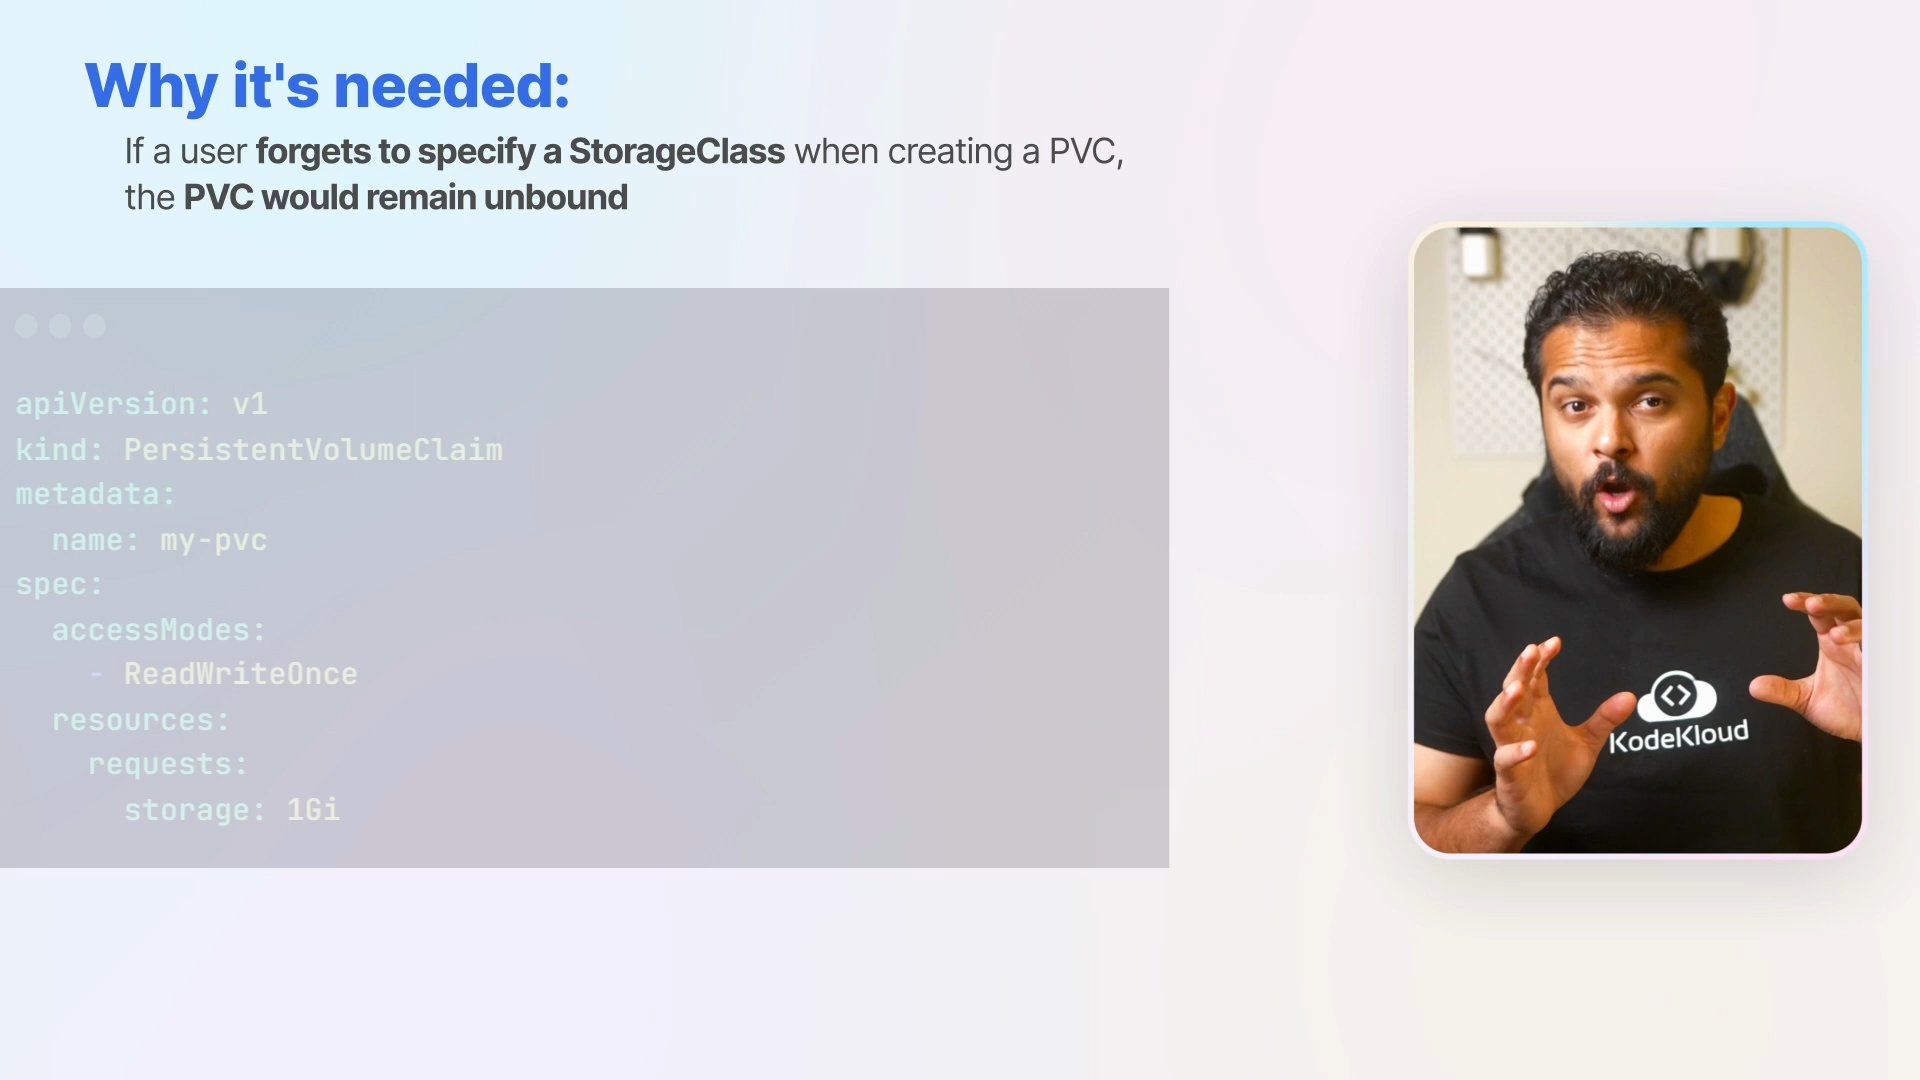 Why it's needed:
If a user forgets to specify a StorageClass when creating a PVC,
the PVC would remain unbound
apiVersion: v1
kind: PersistentVolumeClaim
metadata:
  name: my-pvc
spec:
  accessModes:
    - ReadWriteOnce
  resources:
    requests:
      storage: 1Gi
KodeKloud